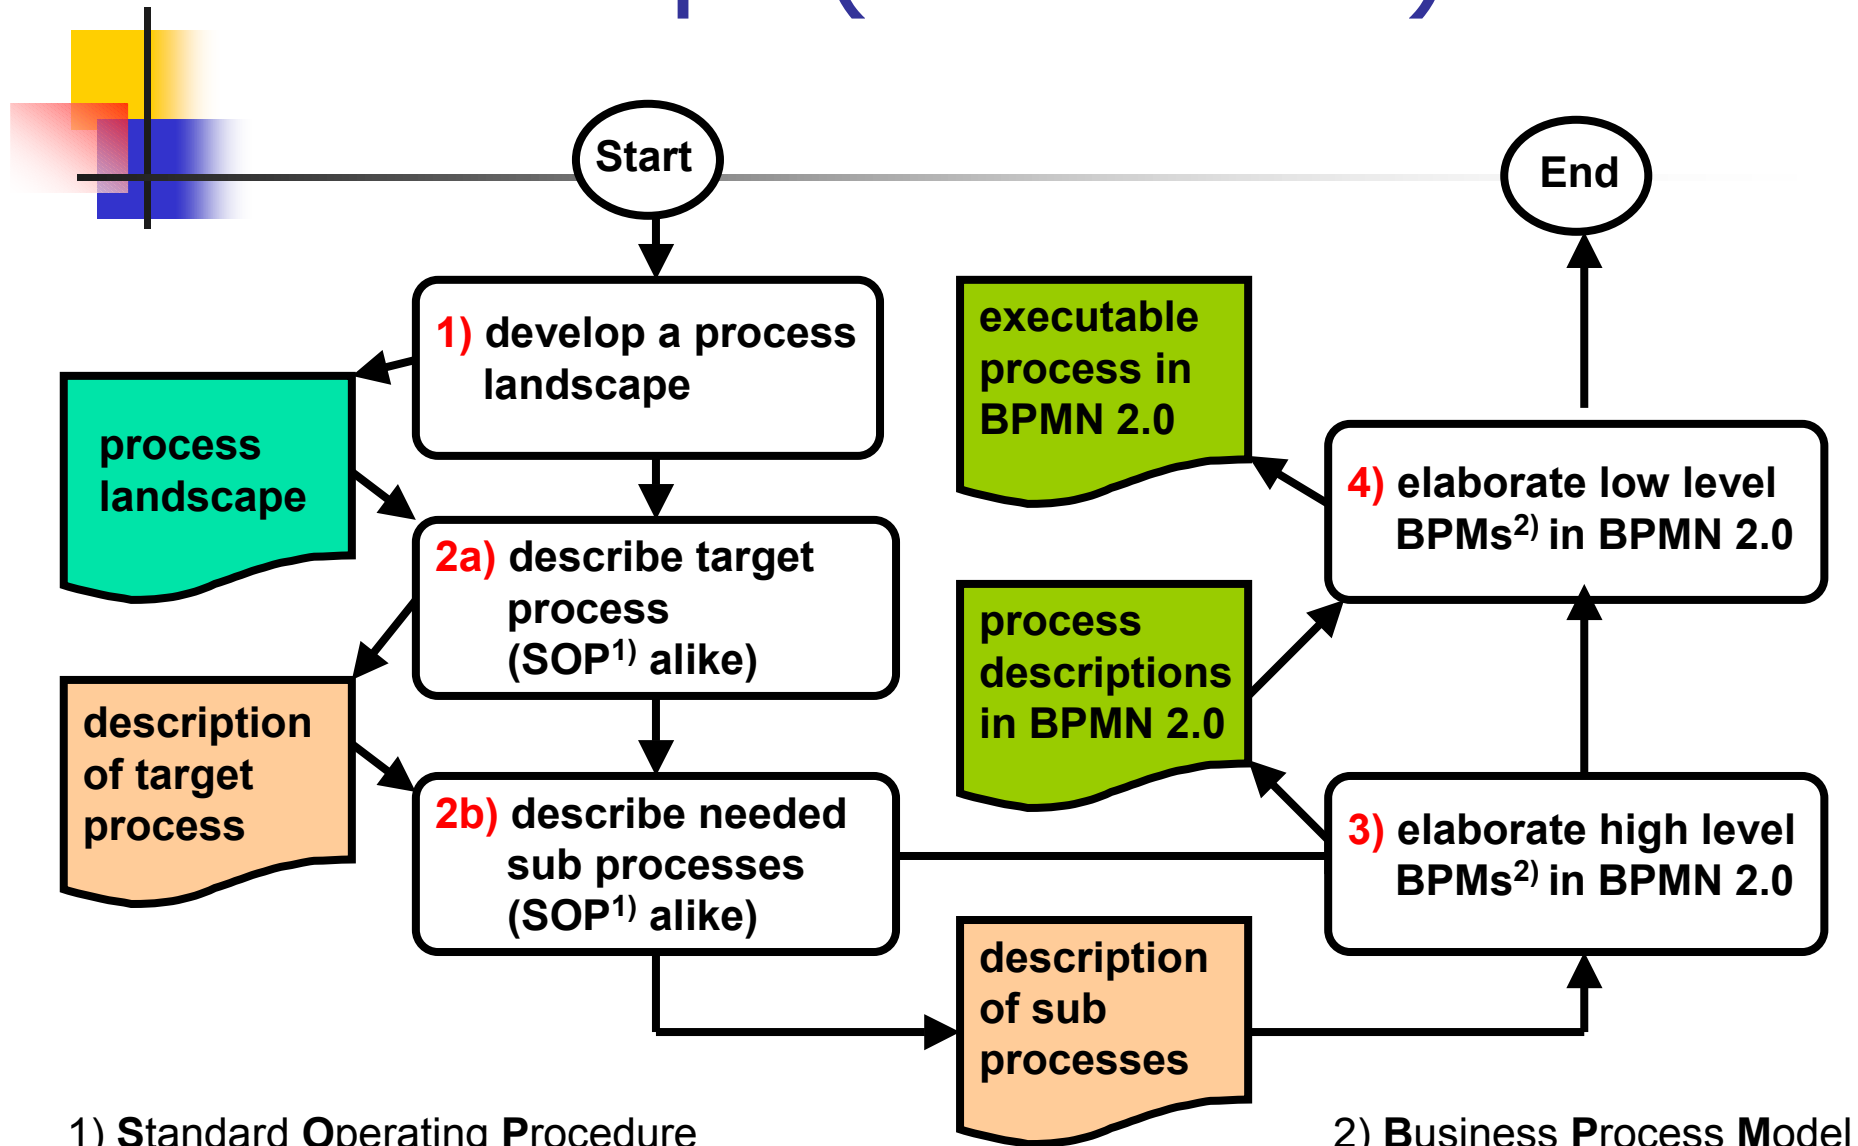 Start
End
1) develop a process
landscape
process
landscape
2a) describe target
process
(SOP1) alike)
description
of target
process
2b) describe needed
sub processes
(SOP1) alike)
executable
process in
BPMN 2.0
4) elaborate low level
BPMs2) in BPMN 2.0
process
descriptions
in BPMN 2.0
3) elaborate high level
BPMs2) in BPMN 2.0
description
of sub
processes
1) Standard Operating Procedure
2) Business Process Model